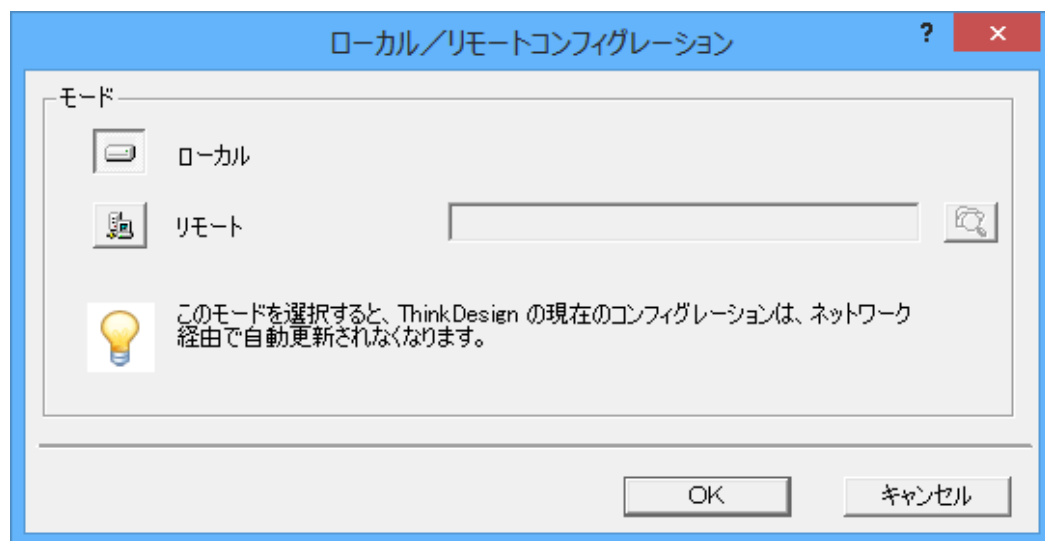 ローカル/リモートコンフィグレーション
?
×
モード
ローカル
リモート
このモードを選択すると、ThinkDesign の現在のコンフィグレーションは、ネットワーク
経由で自動更新されなくなります。
OK
キャンセル